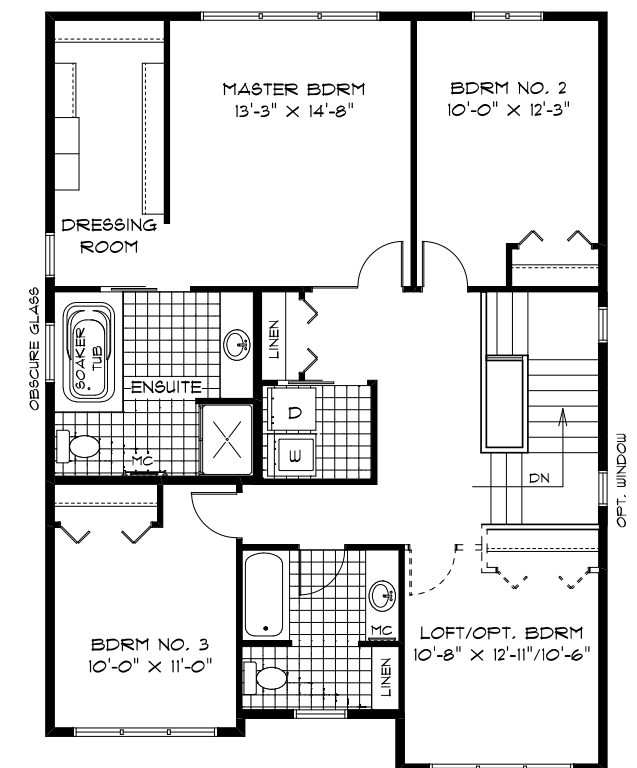 MASTER BDRM
13'-3" X 14'-8"
BDRM NO. 2
10'-0" X 12'-3"
DRESSING
ROOM
OBSCURE GLASS
SOAKER
TUB
ENSUITE
LINEN
D
W
MC
DN
OPT. WINDOW
BDRM NO. 3
10'-0" X 11'-0"
MC
LINEN
LOFT/OPT. BDRM
10'-8" X 12'-11"/10'-6"